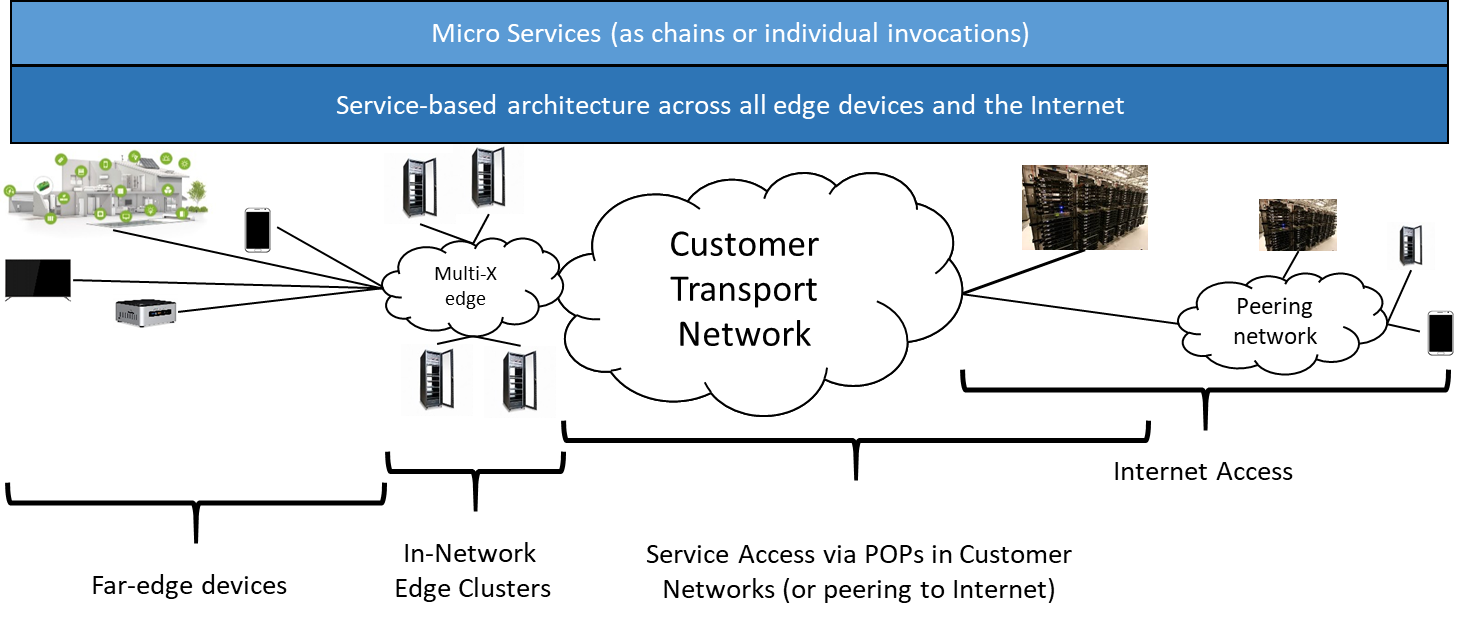 Micro Services (as chains or individual invocations)
Service-based architecture across all edge devices and the Internet
Multi-X
edge
Customer
Transport
Network
Peering
network
Internet Access
In-Network
Edge Clusters
Service Access via POPs in Customer
Networks (or peering to Internet)
Far-edge devices